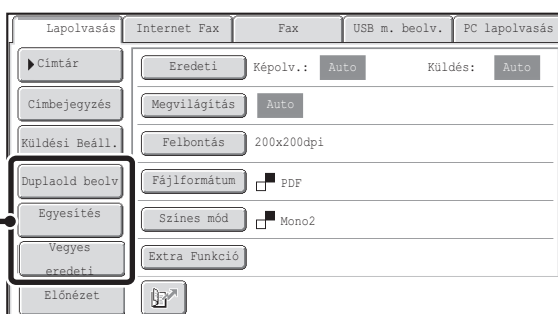 Lapolvasás Internet Fax Fax USB m. beolv. PC lapolvasás
Címtár
Címbejegyzés
Küldési Beáll.
Duplaold beolv
Egyesítés
Vegyes
eredeti
Előnézet
Eredeti Képolv.: Auto Küldés: Auto
Megvilágítás Auto
Felbontás 200x200dpi
Fájlformátum PDF
Színes mód Mono2
Extra Funkció